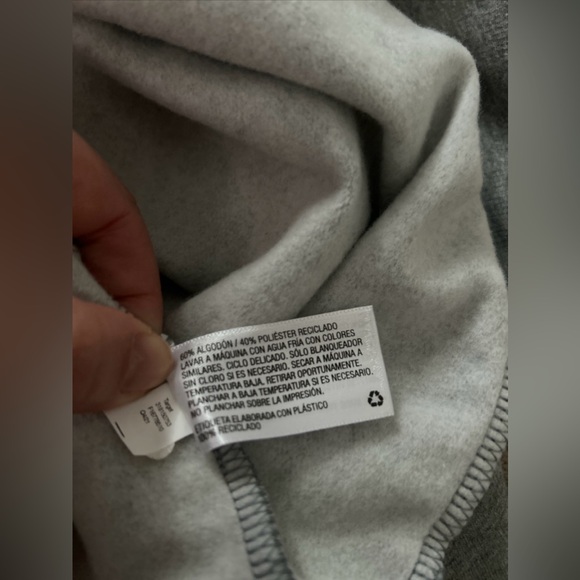 60% ALGODÓN / 40% POLIÉSTER RECICLADO
LAVAR A MÁQUINA CON AGUA FRÍA CON COLORES
SIMILARES. CICLO DELICADO. SÓLO BLANQUEADOR
SIN CLORO SI ES NECESARIO. SECAR A MÁQUINA A
TEMPERATURA BAJA. RETIRAR OPORTUNAMENTE.
PLANCHAR A BAJA TEMPERATURA SI ES NECESARIO.
NO PLANCHAR SOBRE LA IMPRESIÓN.
ETIQUETA ELABORADA CON PLÁSTICO
100% RECICLADO
Target